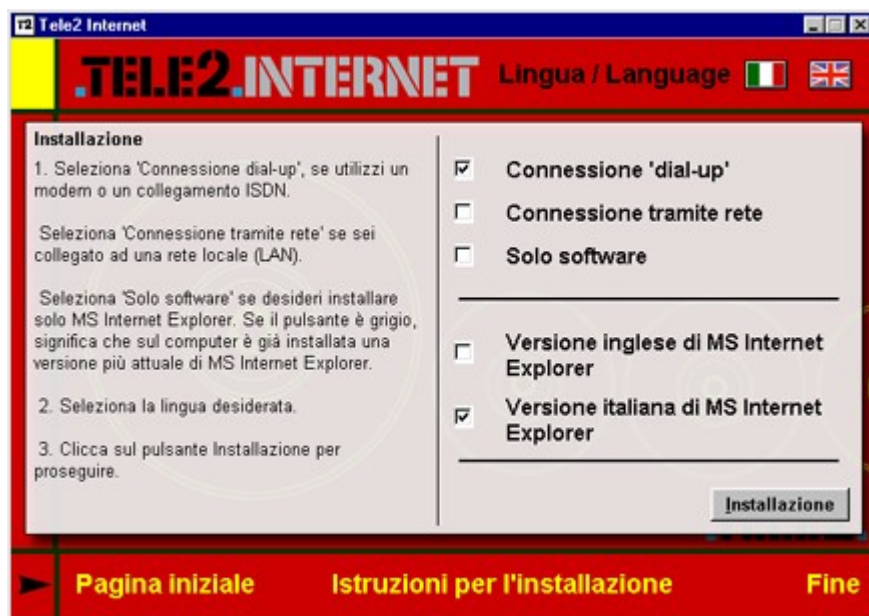 T2 Tele2 Internet
.TELE2.INTERNET Lingua / Language
Installazione
1. Seleziona 'Connessione dial-up', se utilizzi un
modem o un collegamento ISDN.
Seleziona 'Connessione tramite rete' se sei
collegato ad una rete locale (LAN).
Seleziona 'Solo software' se desideri installare
solo MS Internet Explorer. Se il pulsante è grigio,
significa che sul computer è già installata una
versione più attuale di MS Internet Explorer.
2. Seleziona la lingua desiderata.
3. Clicca sul pulsante Installazione per
proseguire.
Connessione 'dial-up'
Connessione tramite rete
Solo software
Versione inglese di MS Internet
Explorer
Versione italiana di MS Internet
Explorer
Installazione
Pagina iniziale Istruzioni per l'installazione Fine